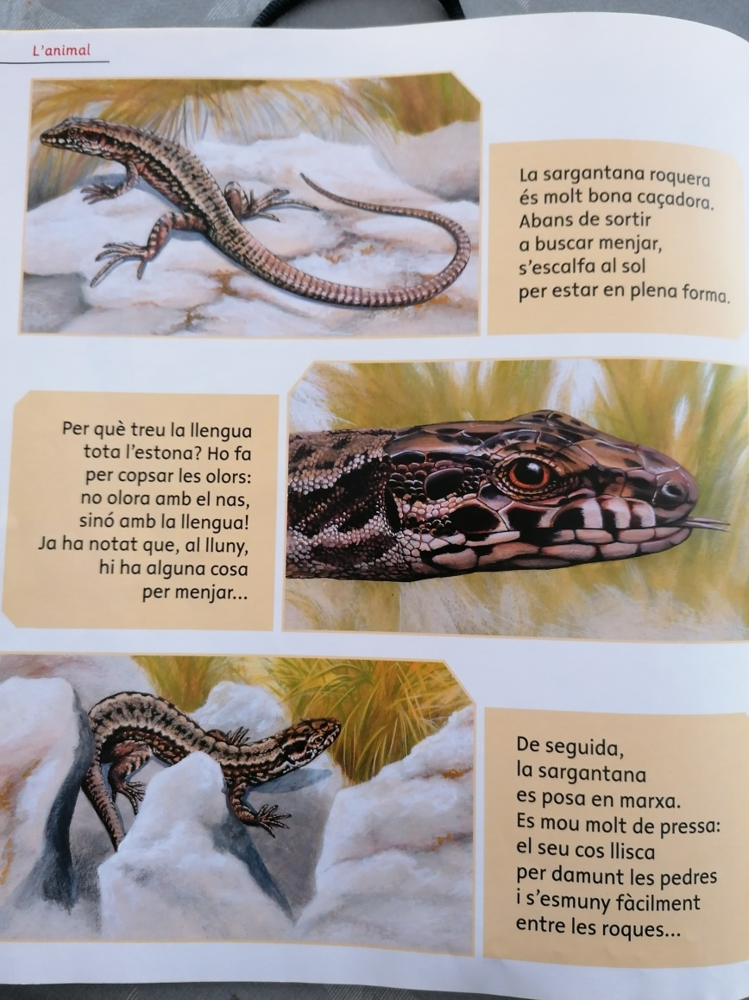 L'animal
La sargantana roquera
és molt bona caçadora.
Abans de sortir
a buscar menjar,
s'escalfa al sol
per estar en plena forma.
Per què treu la llengua
tota l'estona? Ho fa
per copsar les olors:
no olora amb el nas,
sinó amb la llengua!
Ja ha notat que, al lluny,
hi ha alguna cosa
per menjar...
De seguida,
la sargantana
es posa en marxa.
Es mou molt de pressa:
el seu cos llisca
per damunt les pedres
i s'esmuny fàcilment
entre les roques...